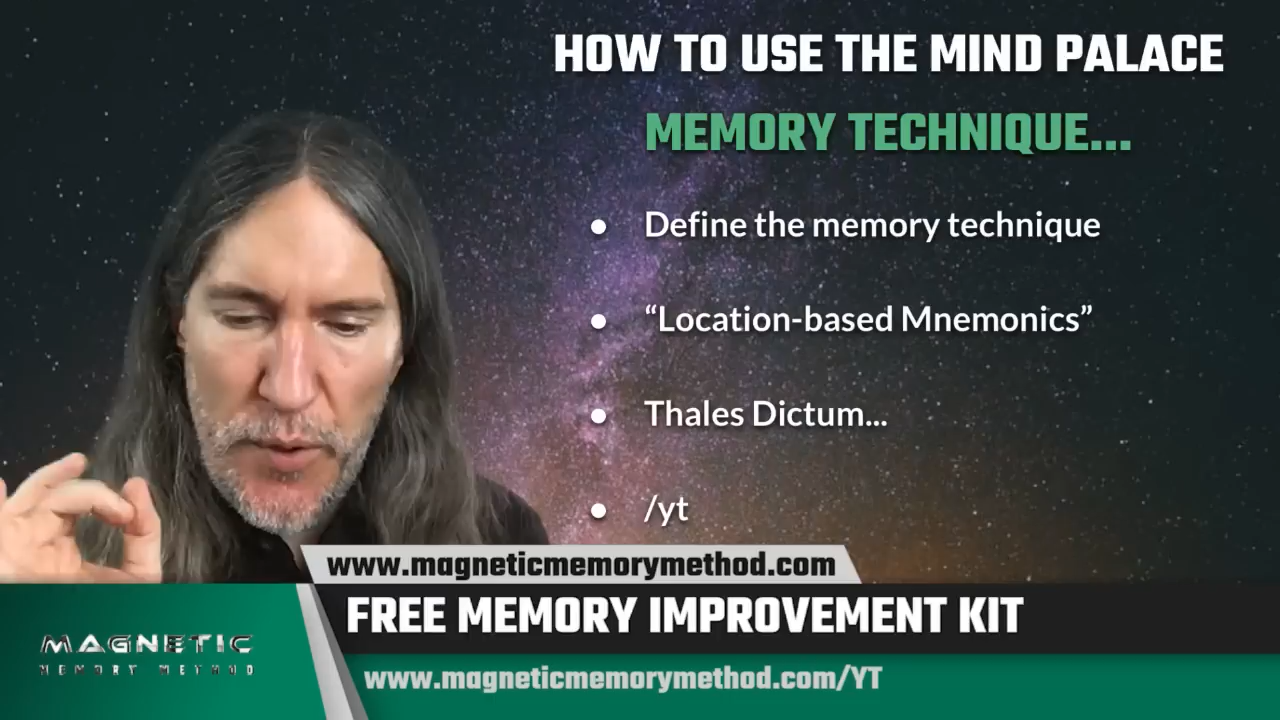 HOW TO USE THE MIND PALACE
MEMORY TECHNIQUE...
• Define the memory technique
• “Location-based Mnemonics”
• Thales Dictum...
• /yt
www.magneticmemorymethod.com
FREE MEMORY IMPROVEMENT KIT
MAGNETIC
MEMORY METHOD
www.magneticmemorymethod.com/YT